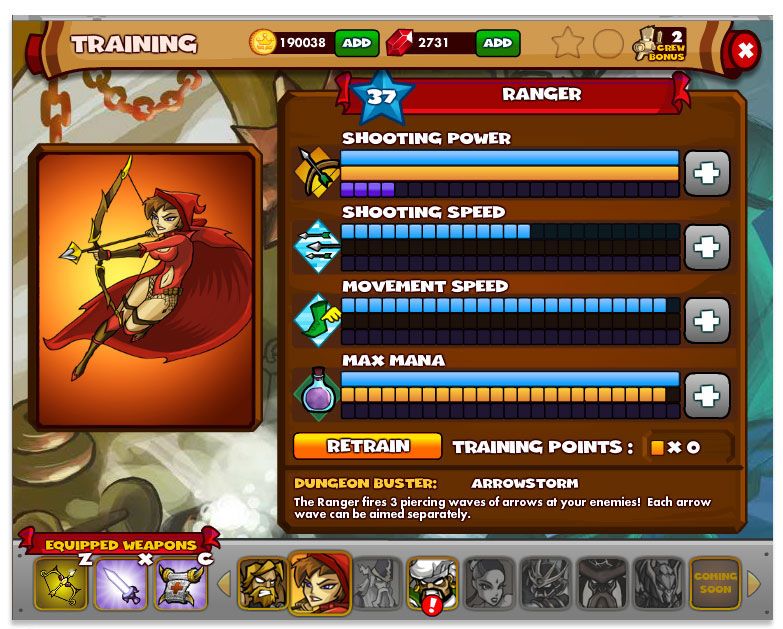 TRAINING
190038 ADD
2731 ADD
2
CREW
BONUS
37
RANGER
SHOOTING POWER
SHOOTING SPEED
MOVEMENT SPEED
MAX MANA
RETRAIN
TRAINING POINTS : x 0
DUNGEON BUSTER: ARROWSTORM
The Ranger fires 3 piercing waves of arrows at your enemies! Each arrow
wave can be aimed separately.
EQUIPPED WEAPONS
Z X C
!
COMING
SOON